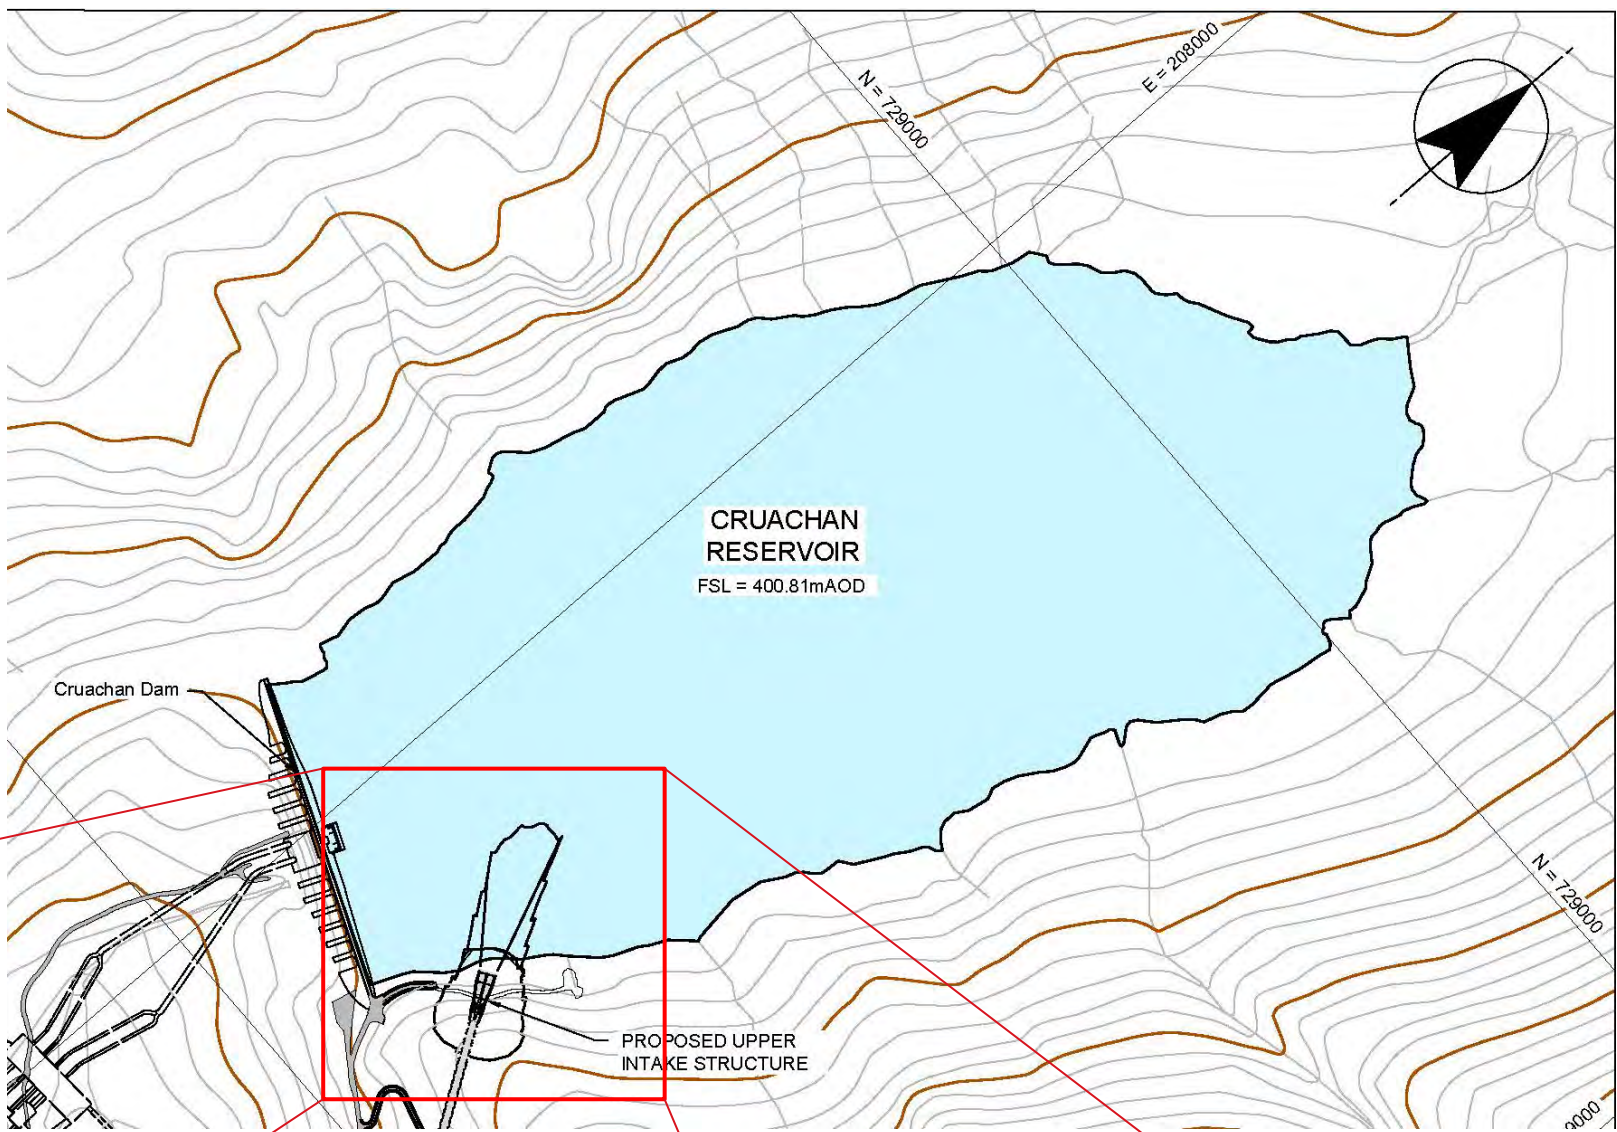 E = 208000
N = 729000
CRUACHAN
RESERVOIR
FSL = 400.81mAOD
Cruachan Dam
N = 729000
PROPOSED UPPER
INTAKE STRUCTURE